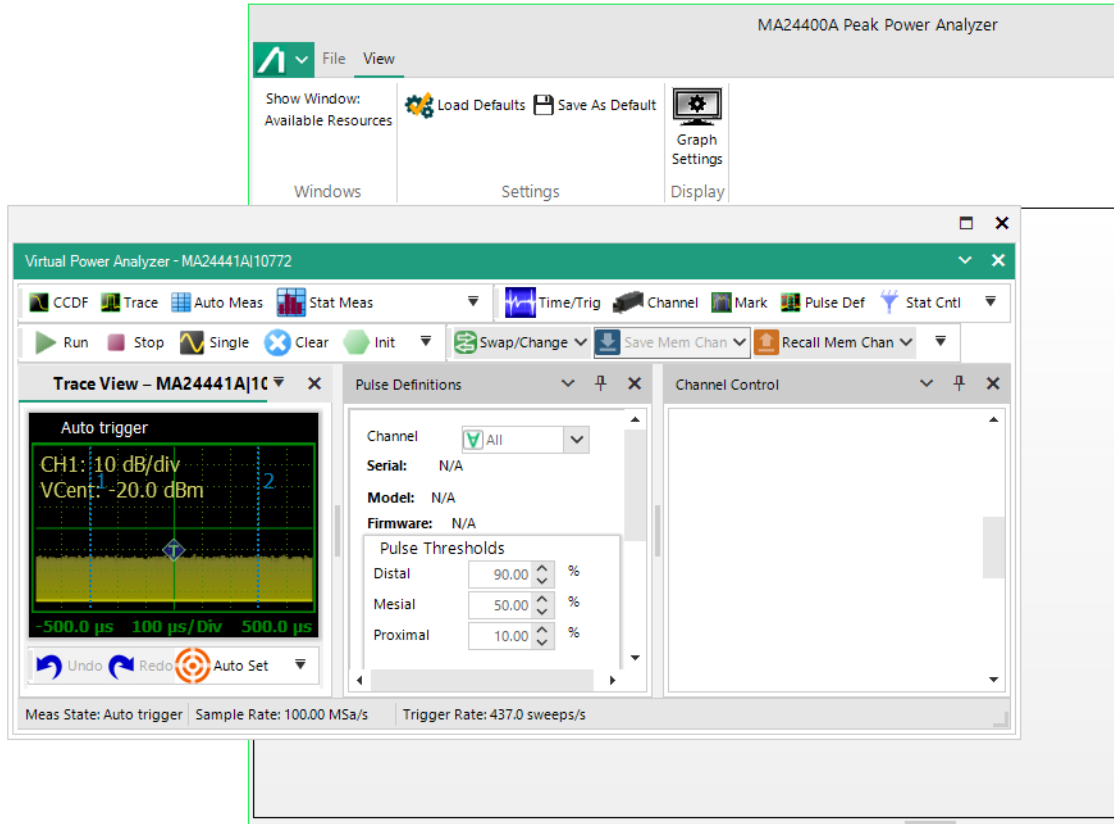 MA24400A Peak Power Analyzer
File View
Show Window:
Available Resources
Load Defaults Save As Default
Graph
Settings
Windows Settings Display
Virtual Power Analyzer - MA24441A|10772
CCDF Trace Auto Meas Stat Meas Time/Trig Channel Mark Pulse Def Stat Cntl
Run Stop Single Clear Init Swap/Change Save Mem Chan Recall Mem Chan
Trace View – MA24441A|10
Auto trigger
CH1: 10 dB/div
VCent: -20.0 dBm
1 2
T
-500.0 µs 100 µs/Div 500.0 µs
Undo Redo Auto Set
Pulse Definitions
Channel All
Serial: N/A
Model: N/A
Firmware: N/A
Pulse Thresholds
Distal 90.00 %
Mesial 50.00 %
Proximal 10.00 %
Channel Control
Meas State: Auto trigger Sample Rate: 100.00 MSa/s Trigger Rate: 437.0 sweeps/s